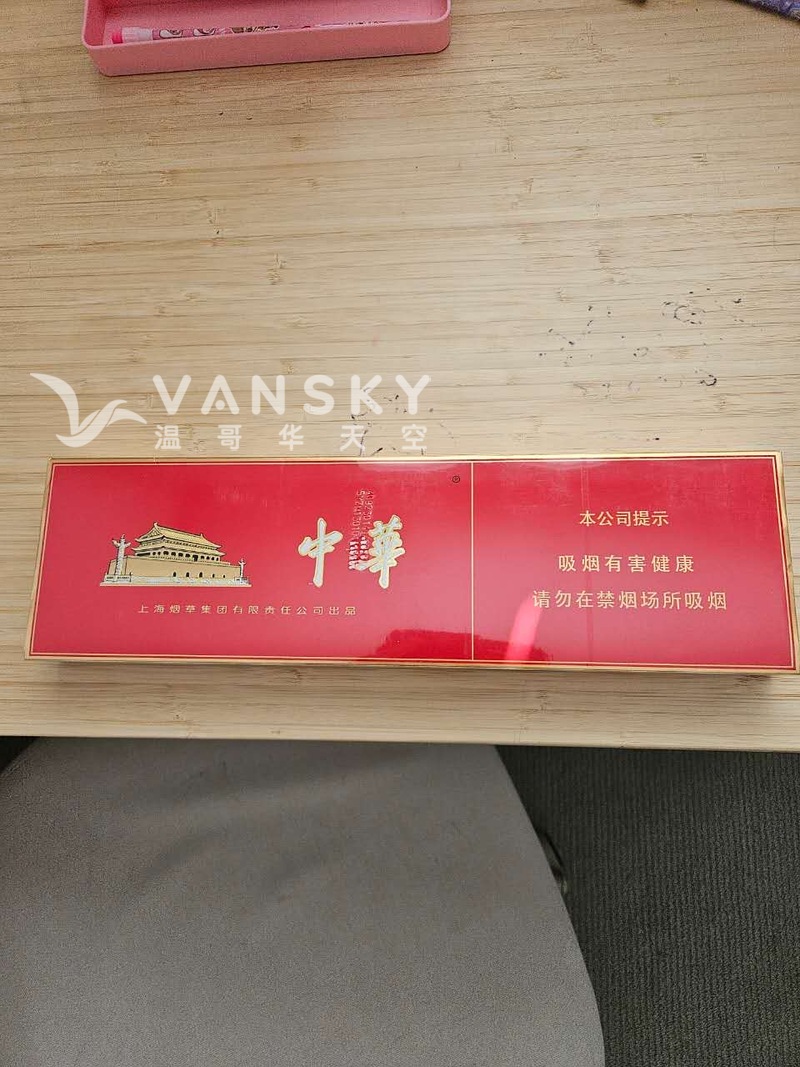 VANSKY
温哥华天空
®
中華
上海烟草集团有限责任公司出品
本公司提示
吸烟有害健康
请勿在禁烟场所吸烟